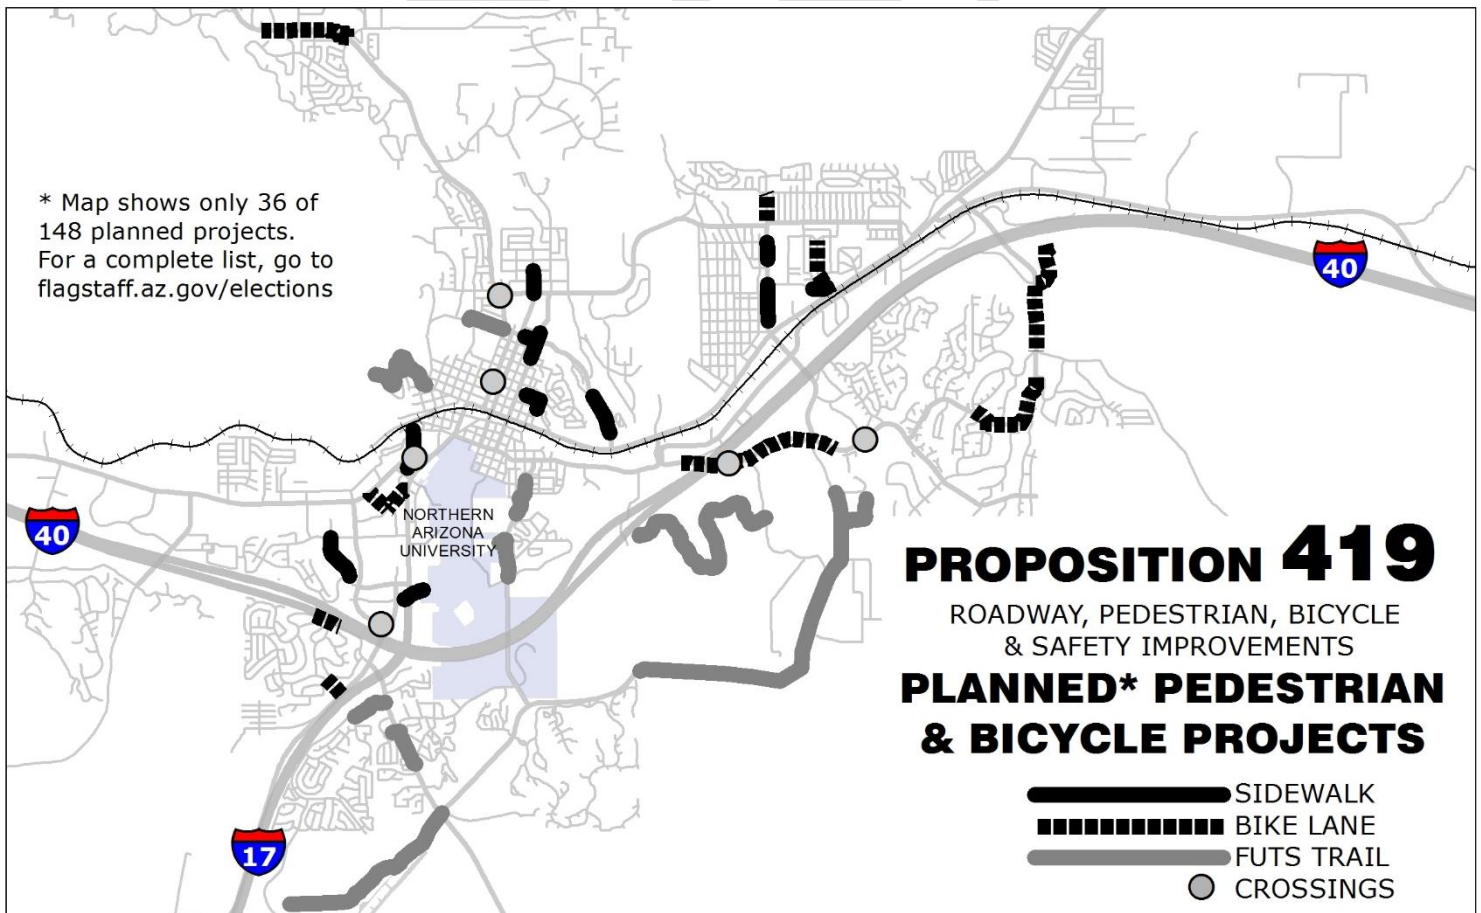 * Map shows only 36 of
148 planned projects.
For a complete list, go to
flagstaff.az.gov/elections
40
40
NORTHERN
ARIZONA
UNIVERSITY
17
PROPOSITION 419
ROADWAY, PEDESTRIAN, BICYCLE
& SAFETY IMPROVEMENTS
PLANNED* PEDESTRIAN
& BICYCLE PROJECTS
SIDEWALK
BIKE LANE
FUTS TRAIL
CROSSINGS